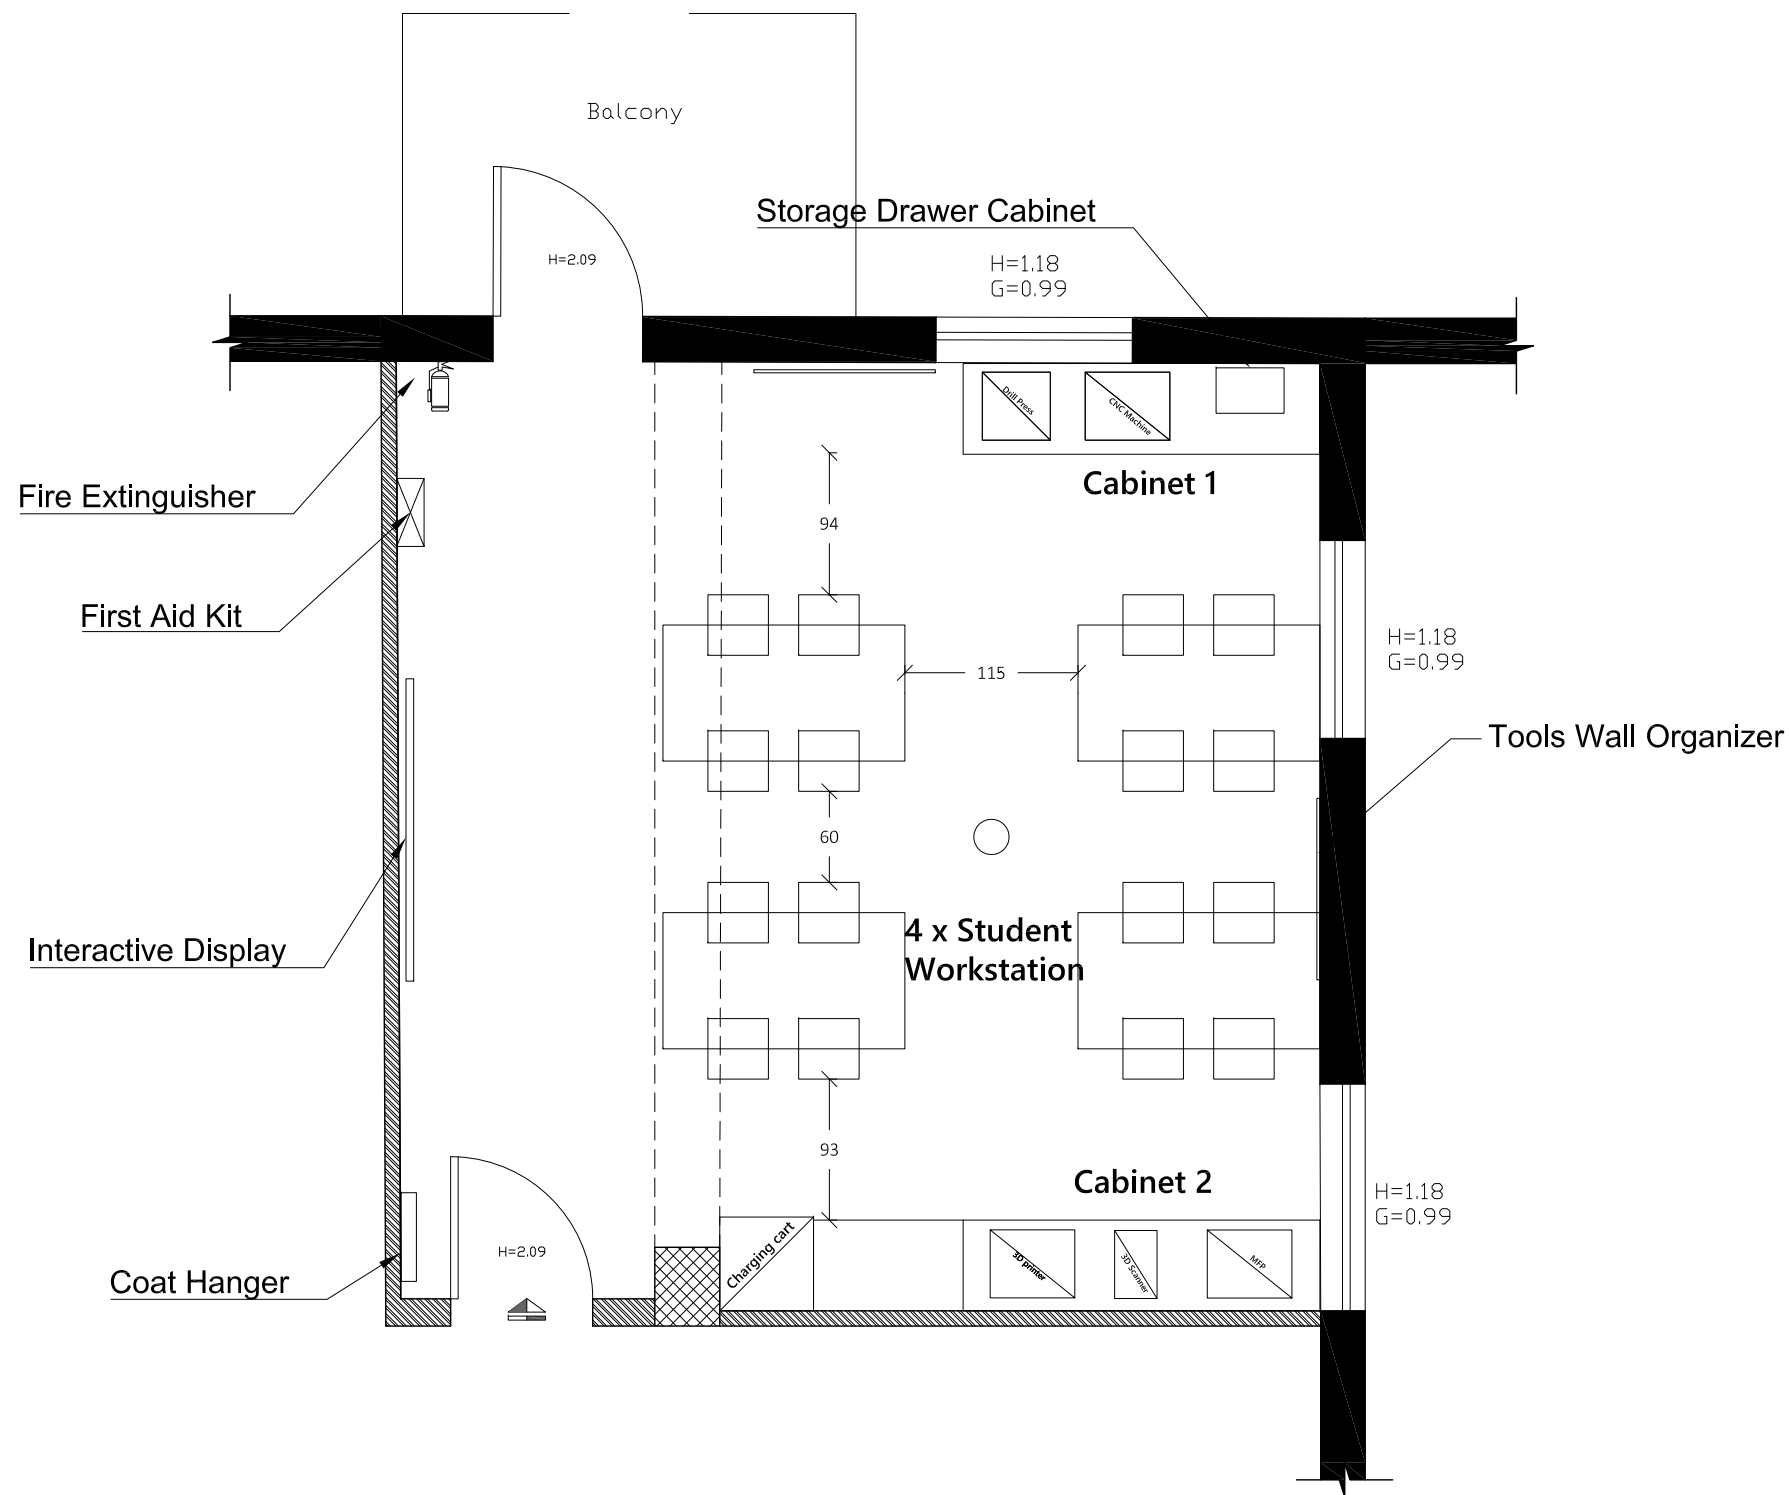 Balcony
Storage Drawer Cabinet
H=2.09
H=1.18
G=0.99
Drill Press
CNC Machine
Cabinet 1
Fire Extinguisher
94
First Aid Kit
H=1.18
G=0.99
115
Tools Wall Organizer
60
4 x Student
Workstation
Interactive Display
93
Cabinet 2
H=1.18
G=0.99
H=2.09
Charging cart
3D printer
3D Scanner
MFP
Coat Hanger